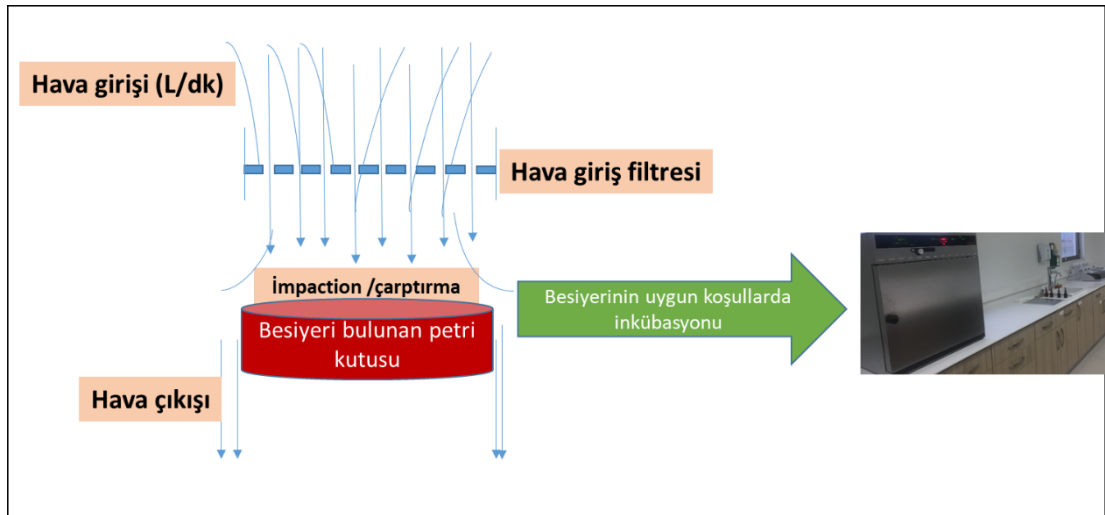 Hava girişi (L/dk)
Hava giriş filtresi
İmpaction /çarptırma
Besiyeri bulunan petri
kutusu
Hava çıkışı
Besiyerinin uygun koşullarda
inkübasyonu